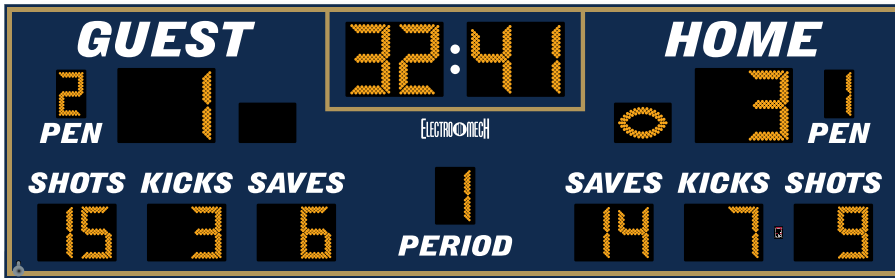 GUEST 32:41 HOME
2 1 3 1
PEN ELECTRO MECH PEN
SHOTS KICKS SAVES 1 SAVES KICKS SHOTS
15 3 6 PERIOD 14 7 9